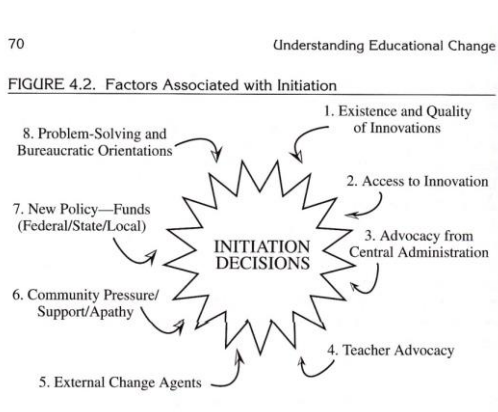 70
Understanding Educational Change
FIGURE 4.2. Factors Associated with Initiation
1. Existence and Quality
of Innovations
2. Access to Innovation
3. Advocacy from
Central Administration
4. Teacher Advocacy
5. External Change Agents
6. Community Pressure/
Support/Apathy
7. New Policy—Funds
(Federal/State/Local)
8. Problem-Solving and
Bureaucratic Orientations
INITIATION
DECISIONS